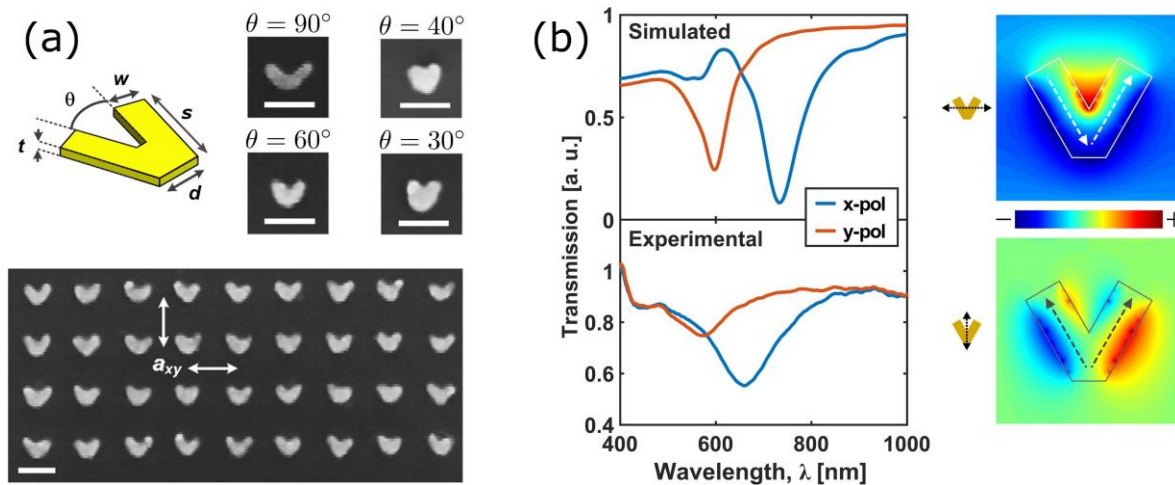 (a)
θ = 90°
θ = 40°
θ
w
s
t
d
θ = 60°
θ = 30°
a_xy
(b)
Simulated
Experimental
Transmission [a. u.]
1
0.5
0
1
0.8
0.6
0.4
x-pol
y-pol
400
600
800
1000
Wavelength, λ [nm]
−
+